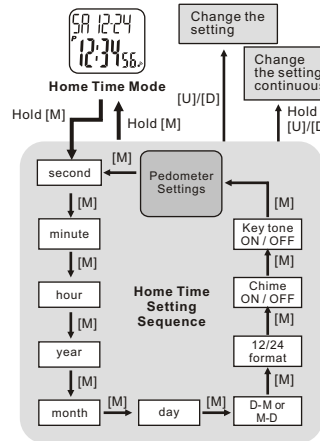 SA 12-24
P 12:34 56
Home Time Mode
Change the
setting
Change
the setting
continuous
Hold [M]
Hold [M]
[U]/[D]
Hold
[U]/[D
second
[M]
Pedometer
Settings
[M]
[M]
minute
Key tone
ON / OFF
[M]
[M]
hour
Home Time
Setting
Sequence
Chime
ON / OFF
[M]
[M]
year
12/24
format
[M]
[M]
month
[M]
day
[M]
D-M or
M-D